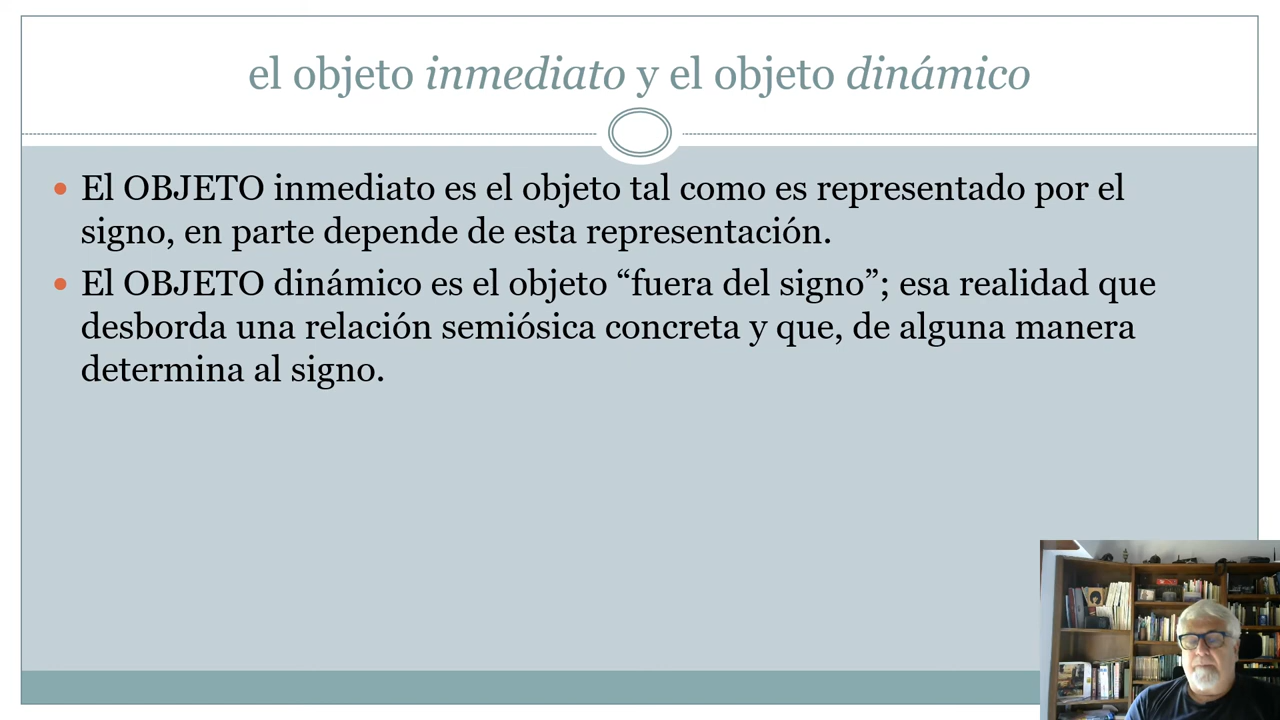 el objeto inmediato y el objeto dinámico
El OBJETO inmediato es el objeto tal como es representado por el
signo, en parte depende de esta representación.
El OBJETO dinámico es el objeto “fuera del signo”; esa realidad que
desborda una relación semiósica concreta y que, de alguna manera
determina al signo.